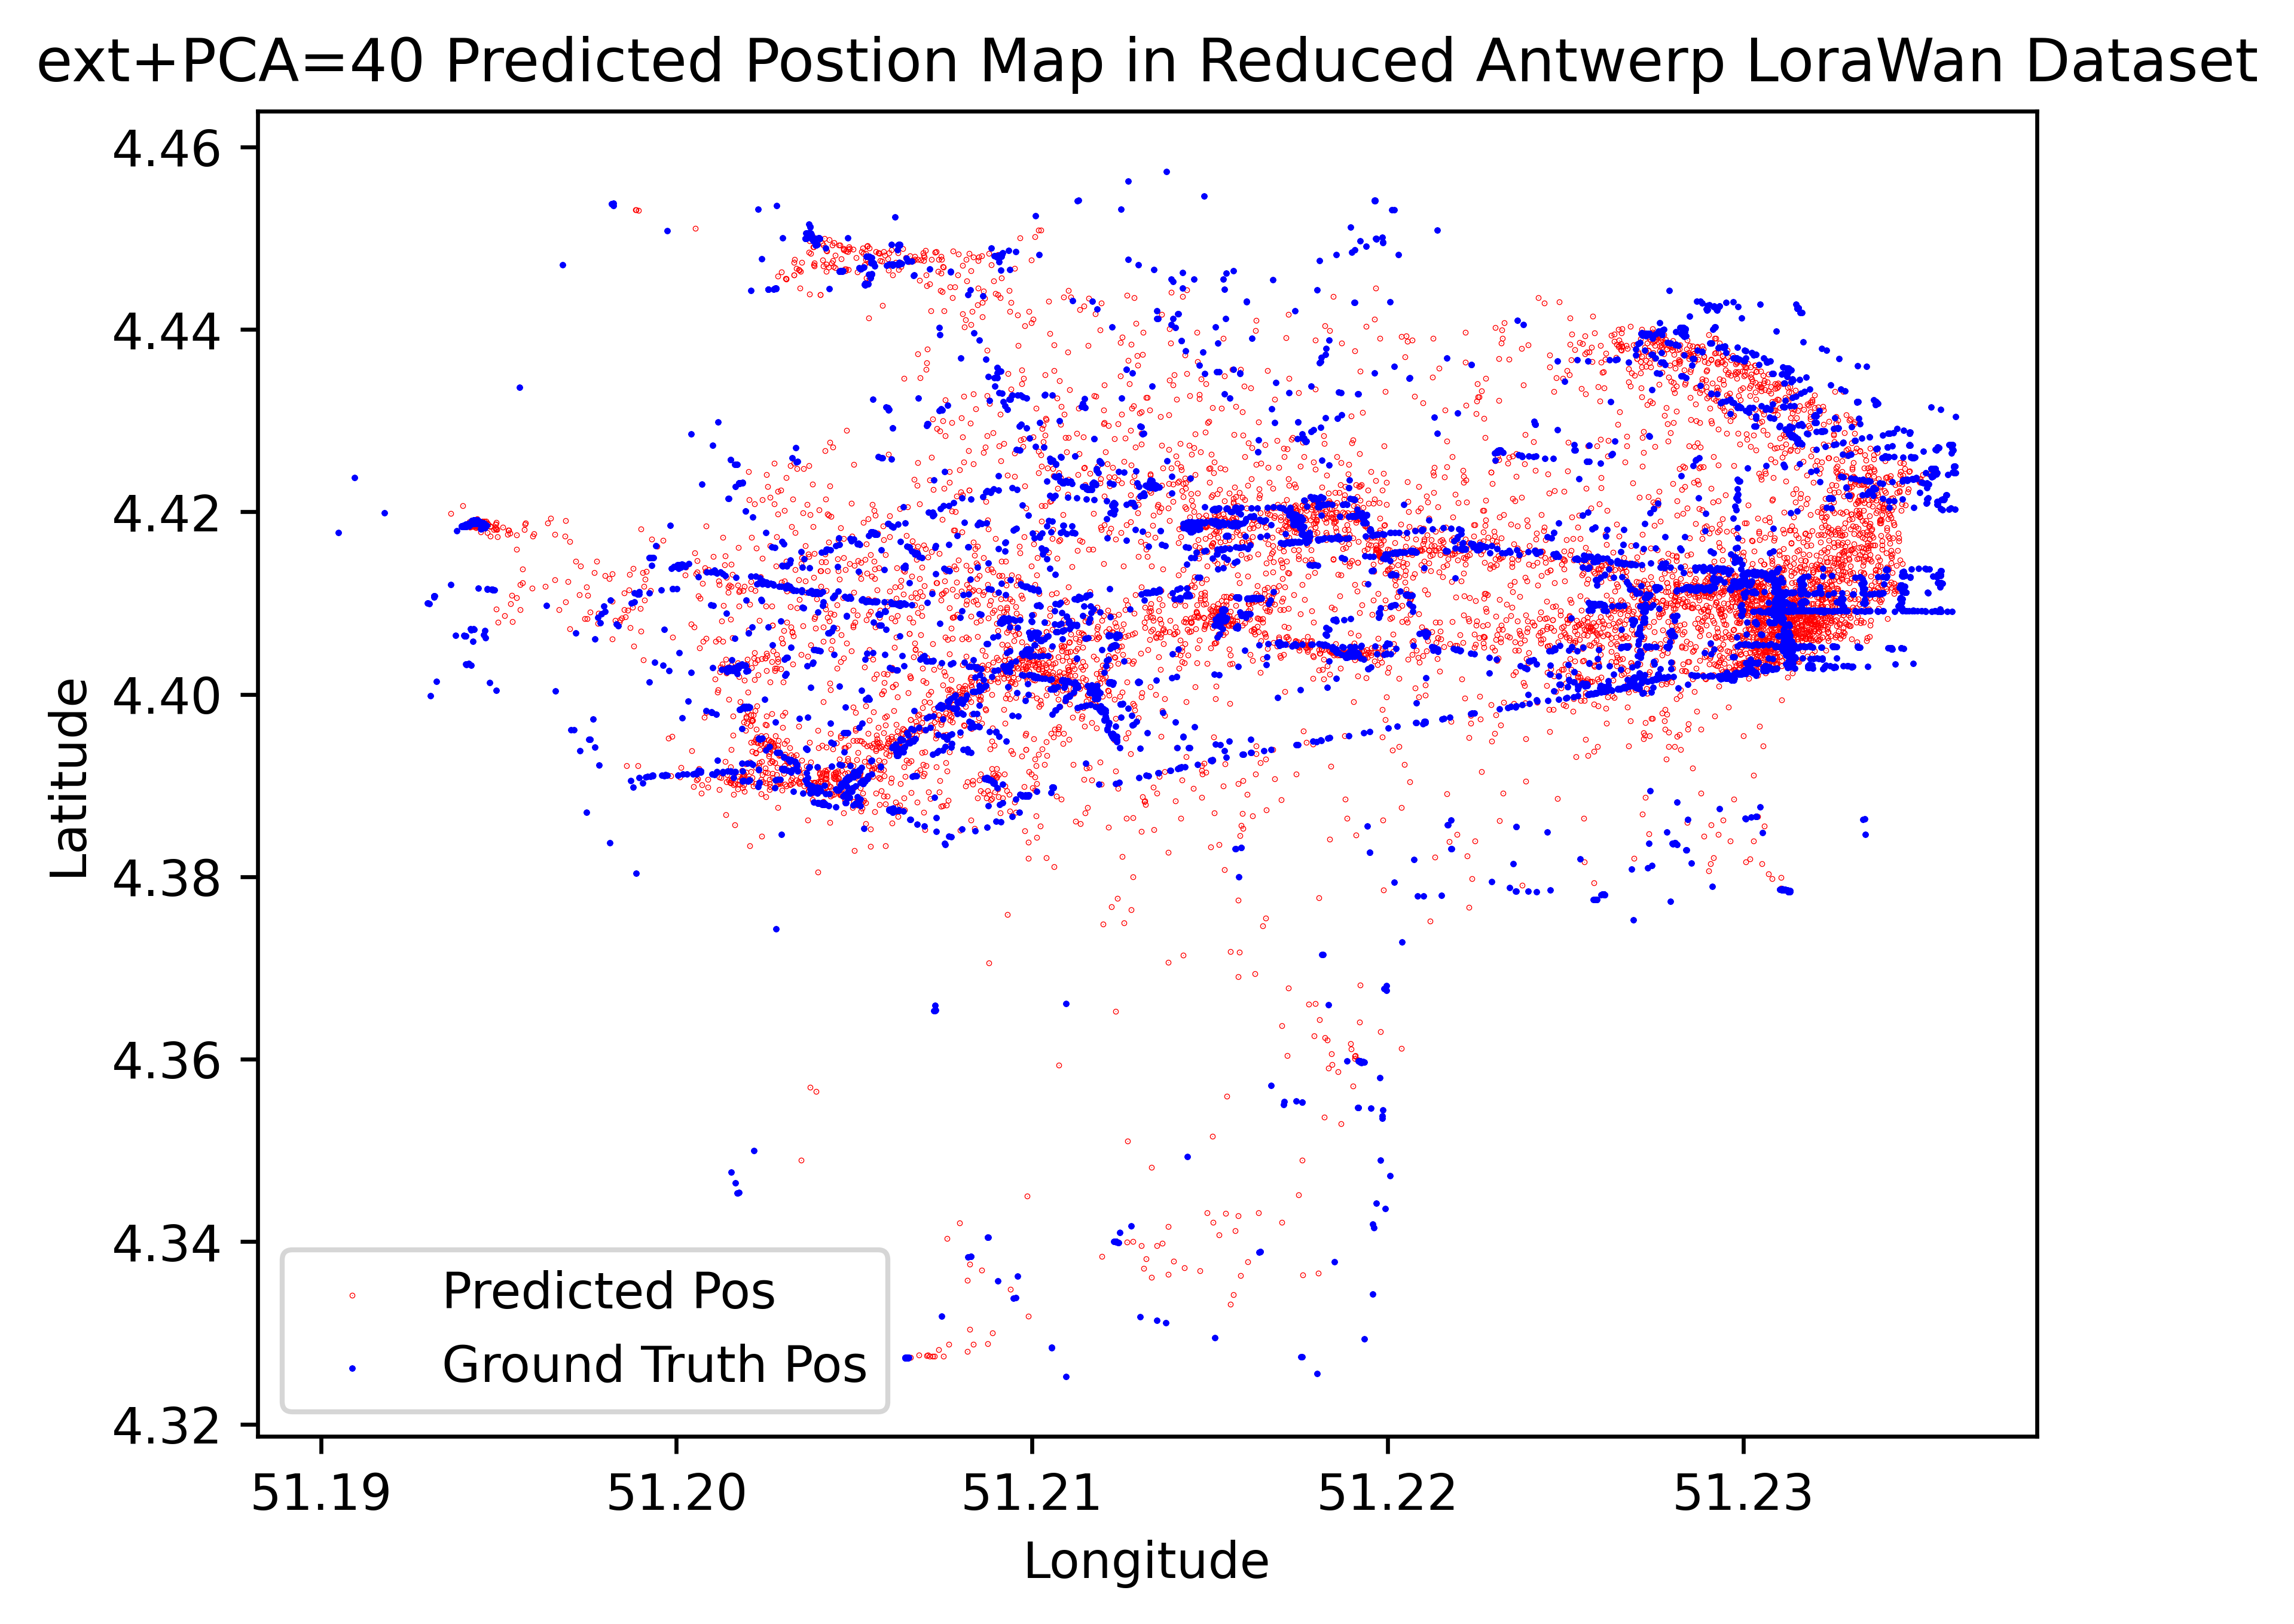 ext+PCA=40 Predicted Postion Map in Reduced Antwerp LoraWan Dataset
4.46
4.44
4.42
4.40
4.38
4.36
4.34
4.32
Latitude
Predicted Pos
Ground Truth Pos
51.19 51.20 51.21 51.22 51.23
Longitude